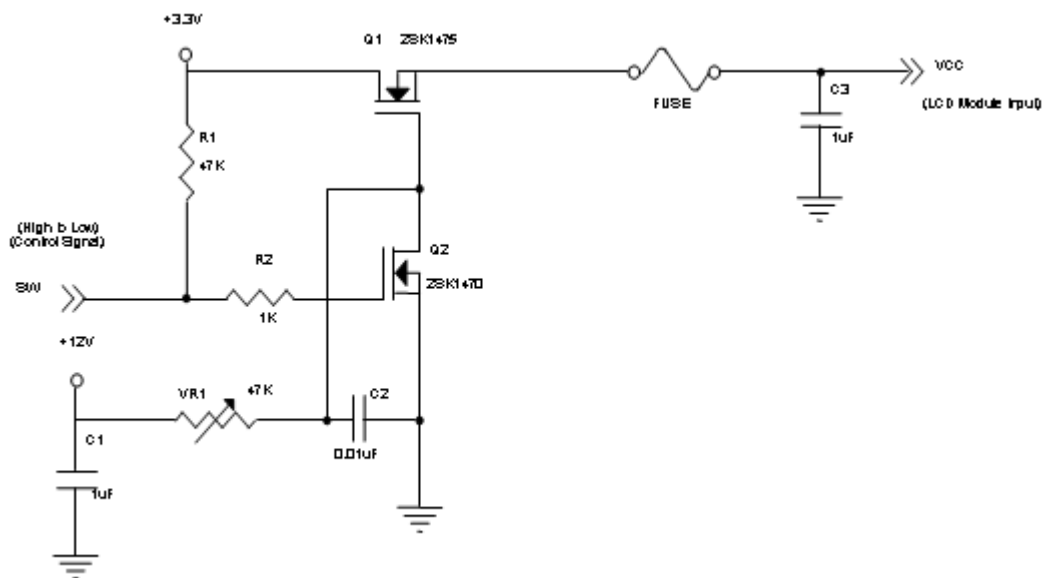 +3.3V
Q1 2SK1475
VCC
FUSE
C3
(LCD Module Input)
R1
1uF
47K
(High to Low)
(Control Signal)
Q2
R2
SW
2SK1470
1K
+12V
VR1
47K
C2
C1
0.01uF
1uF